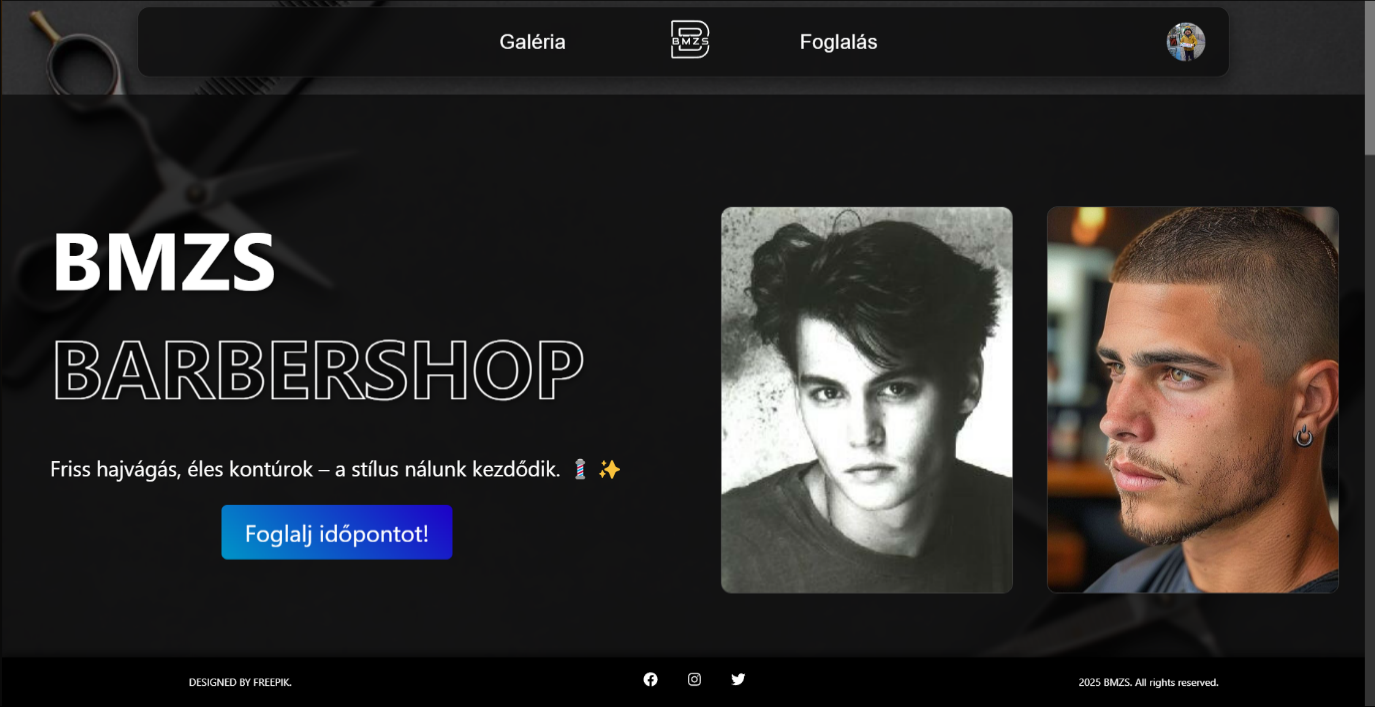 Galéria
BMZS
Foglalás
BMZS
BARBERSHOP
Friss hajvágás, éles kontúrok – a stílus nálunk kezdődik. 💈 ✨
Foglalj időpontot!
DESIGNED BY FREEPIK.
2025 BMZS. All rights reserved.